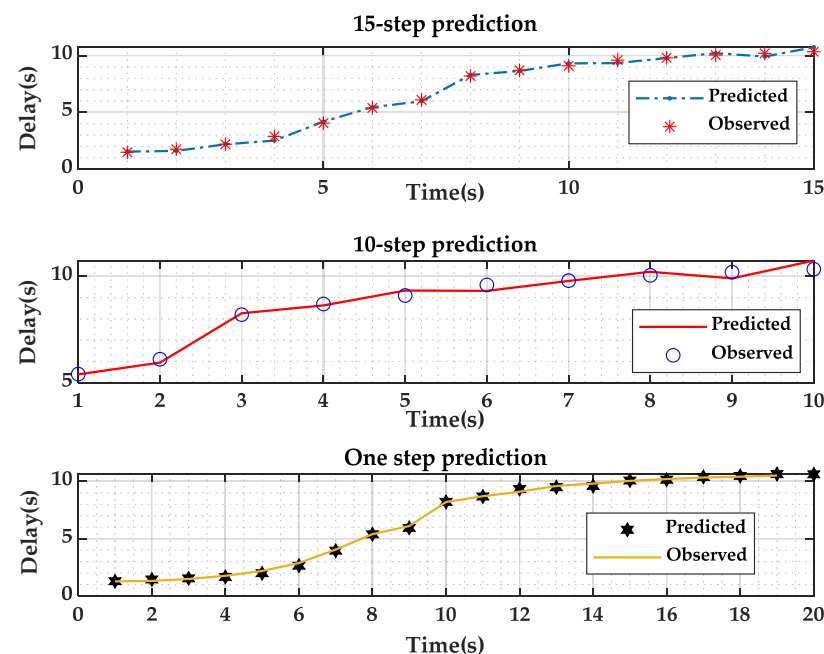 15-step prediction
Delay(s)
10
5
0
Predicted
Observed
0 5 10 15
Time(s)
10-step prediction
Delay(s)
10
5
Predicted
Observed
1 2 3 4 5 6 7 8 9 10
Time(s)
One step prediction
Delay(s)
10
5
0
Predicted
Observed
0 2 4 6 8 10 12 14 16 18 20
Time(s)